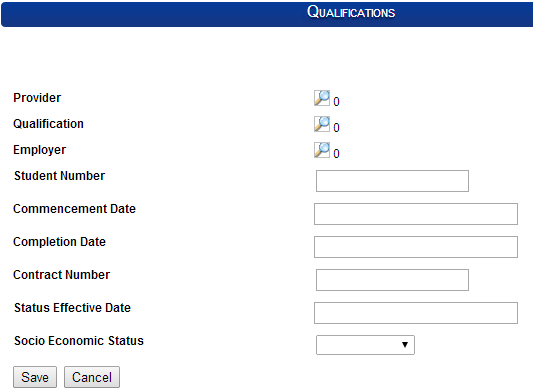 Qualifications
Provider 0
Qualification 0
Employer 0
Student Number
Commencement Date
Completion Date
Contract Number
Status Effective Date
Socio Economic Status
Save Cancel